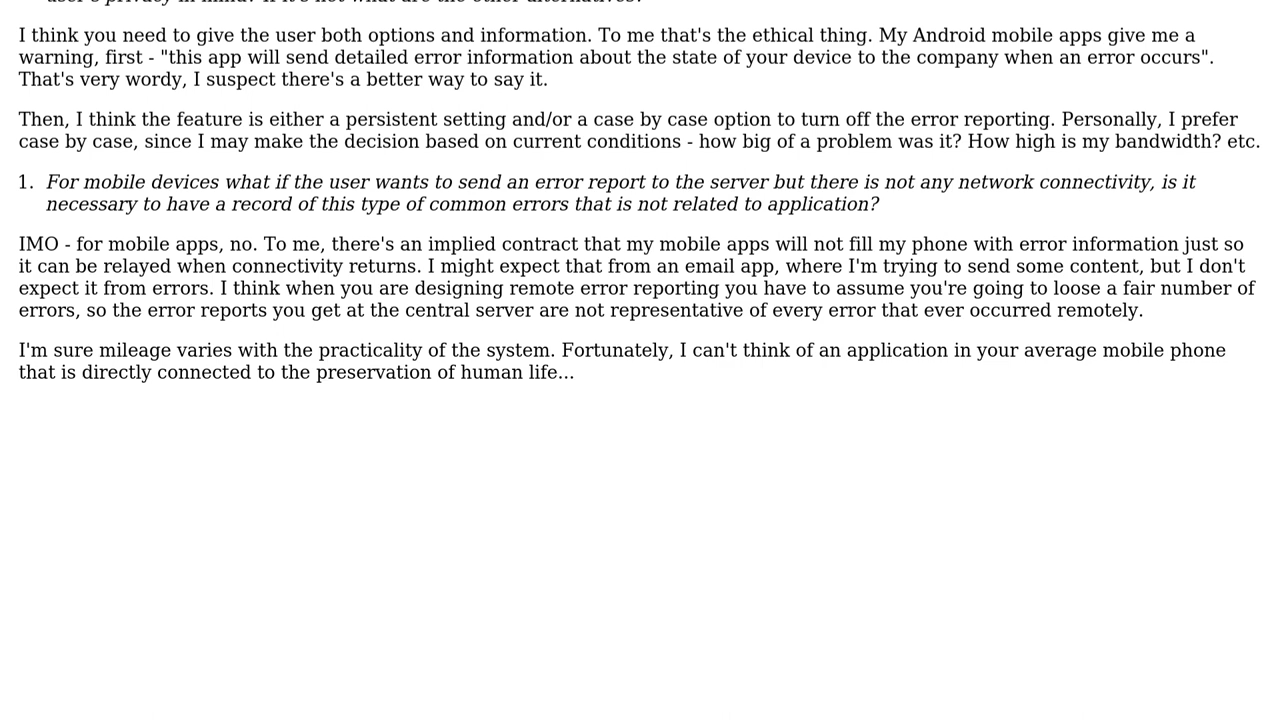 I think you need to give the user both options and information. To me that's the ethical thing. My Android mobile apps give me a
warning, first - "this app will send detailed error information about the state of your device to the company when an error occurs".
That's very wordy, I suspect there's a better way to say it.
Then, I think the feature is either a persistent setting and/or a case by case option to turn off the error reporting. Personally, I prefer
case by case, since I may make the decision based on current conditions - how big of a problem was it? How high is my bandwidth? etc.
1. For mobile devices what if the user wants to send an error report to the server but there is not any network connectivity, is it
necessary to have a record of this type of common errors that is not related to application?
IMO - for mobile apps, no. To me, there's an implied contract that my mobile apps will not fill my phone with error information just so
it can be relayed when connectivity returns. I might expect that from an email app, where I'm trying to send some content, but I don't
expect it from errors. I think when you are designing remote error reporting you have to assume you're going to loose a fair number of
errors, so the error reports you get at the central server are not representative of every error that ever occurred remotely.
I'm sure mileage varies with the practicality of the system. Fortunately, I can't think of an application in your average mobile phone
that is directly connected to the preservation of human life...